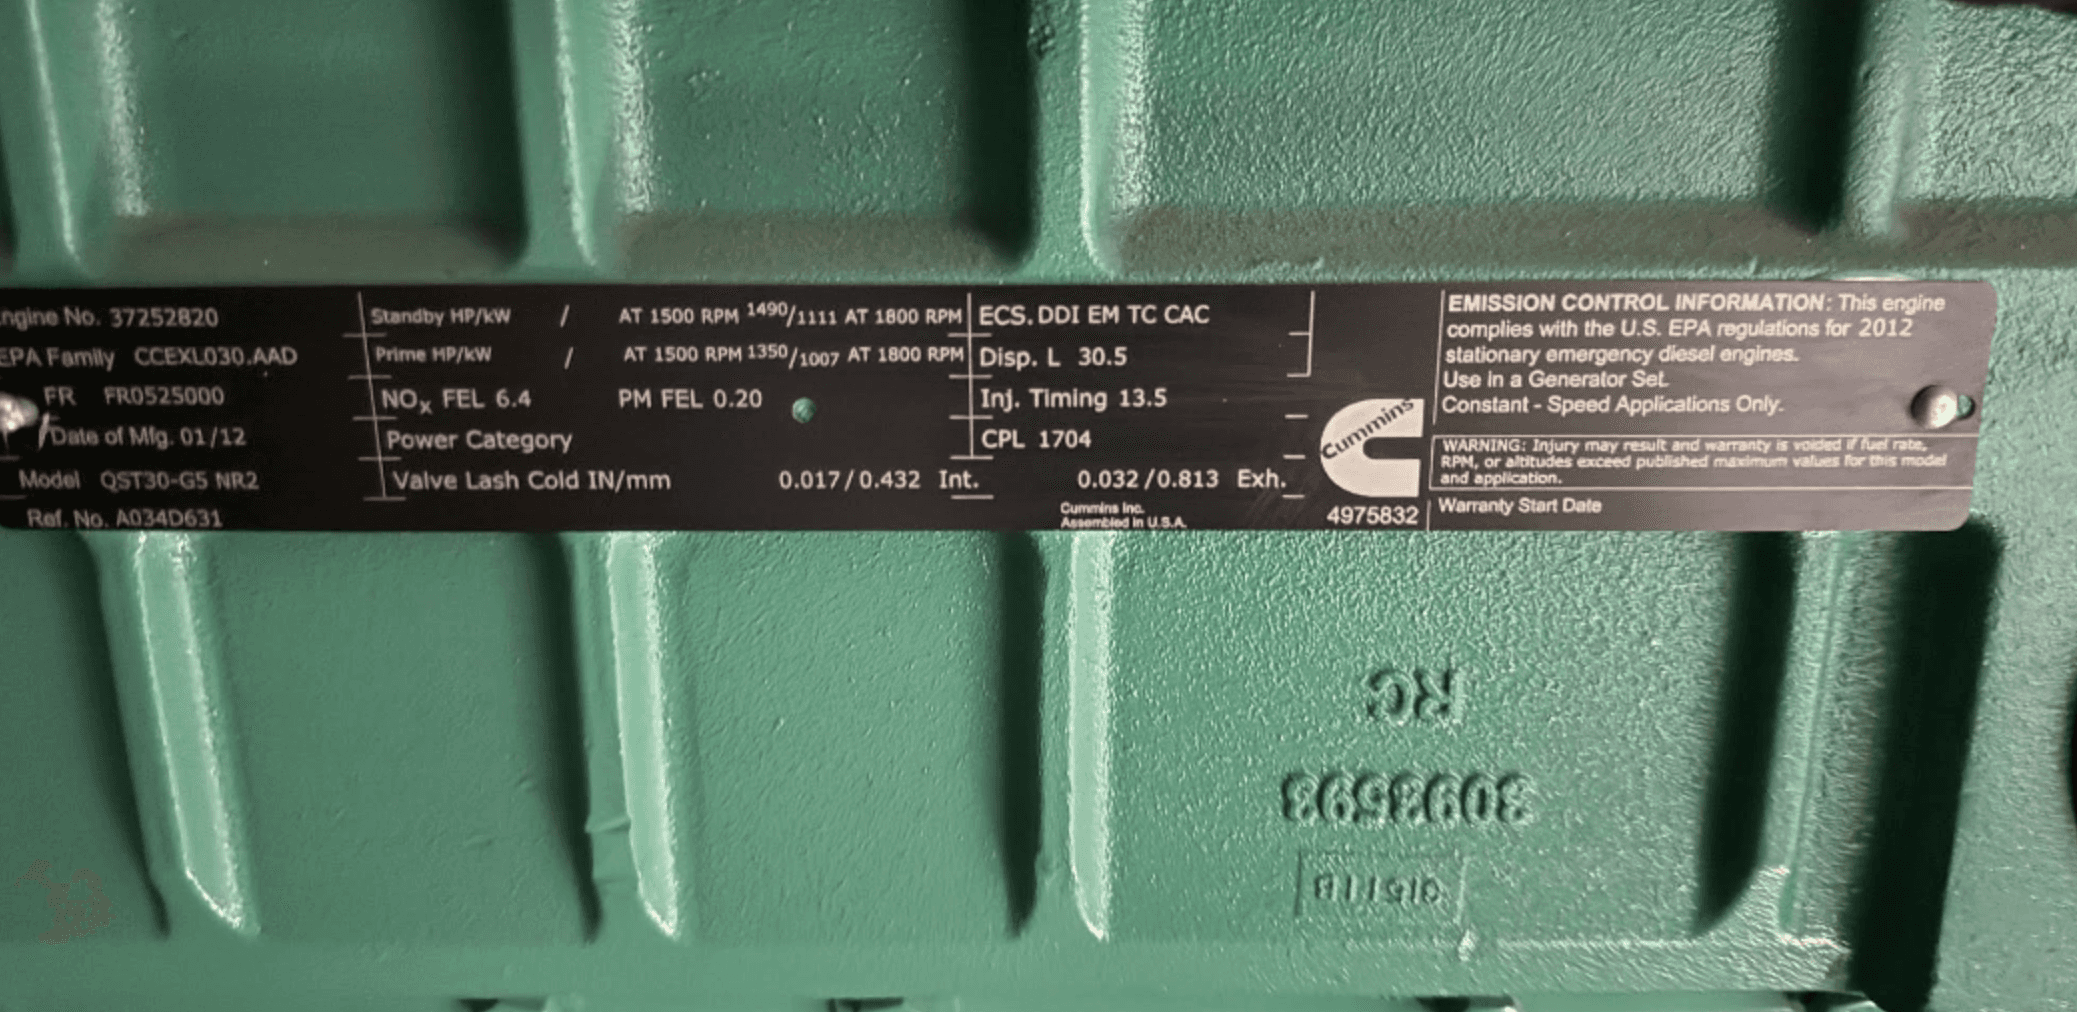 ngine No. 37252820
EPA Family CCEXL030.AAD
FR FR0525000
Date of Mfg. 01/12
Model QST30-G5 NR2
Ref. No. A034D631
Standby HP/kW / AT 1500 RPM 1490/1111 AT 1800 RPM
Prime HP/kW / AT 1500 RPM 1350/1007 AT 1800 RPM
NOx FEL 6.4 PM FEL 0.20
Power Category
Valve Lash Cold IN/mm 0.017/0.432 Int. 0.032/0.813 Exh.
ECS. DDI EM TC CAC
Disp. L 30.5
Inj. Timing 13.5
CPL 1704
Cummins Inc.
Assembled in U.S.A.
Cummins
4975832
EMISSION CONTROL INFORMATION: This engine
complies with the U.S. EPA regulations for 2012
stationary emergency diesel engines.
Use in a Generator Set.
Constant - Speed Applications Only.
WARNING: Injury may result and warranty is voided if fuel rate,
RPM, or altitudes exceed published maximum values for this model
and application.
Warranty Start Date
RC